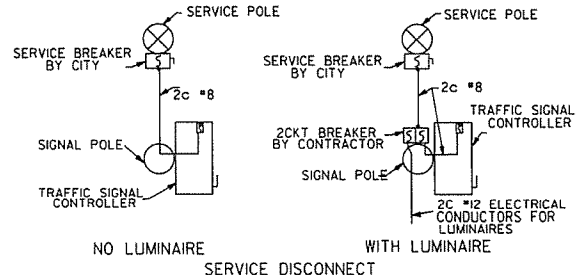 SERVICE POLE
SERVICE BREAKER
BY CITY
2c #8
SIGNAL POLE
TRAFFIC SIGNAL
CONTROLLER
NO LUMINAIRE
SERVICE POLE
SERVICE BREAKER
BY CITY
2c #8
TRAFFIC SIGNAL
CONTROLLER
2CKT BREAKER
BY CONTRACTOR
SIGNAL POLE
2C #12 ELECTRICAL
CONDUCTORS FOR
LUMINAIRES
WITH LUMINAIRE
SERVICE DISCONNECT